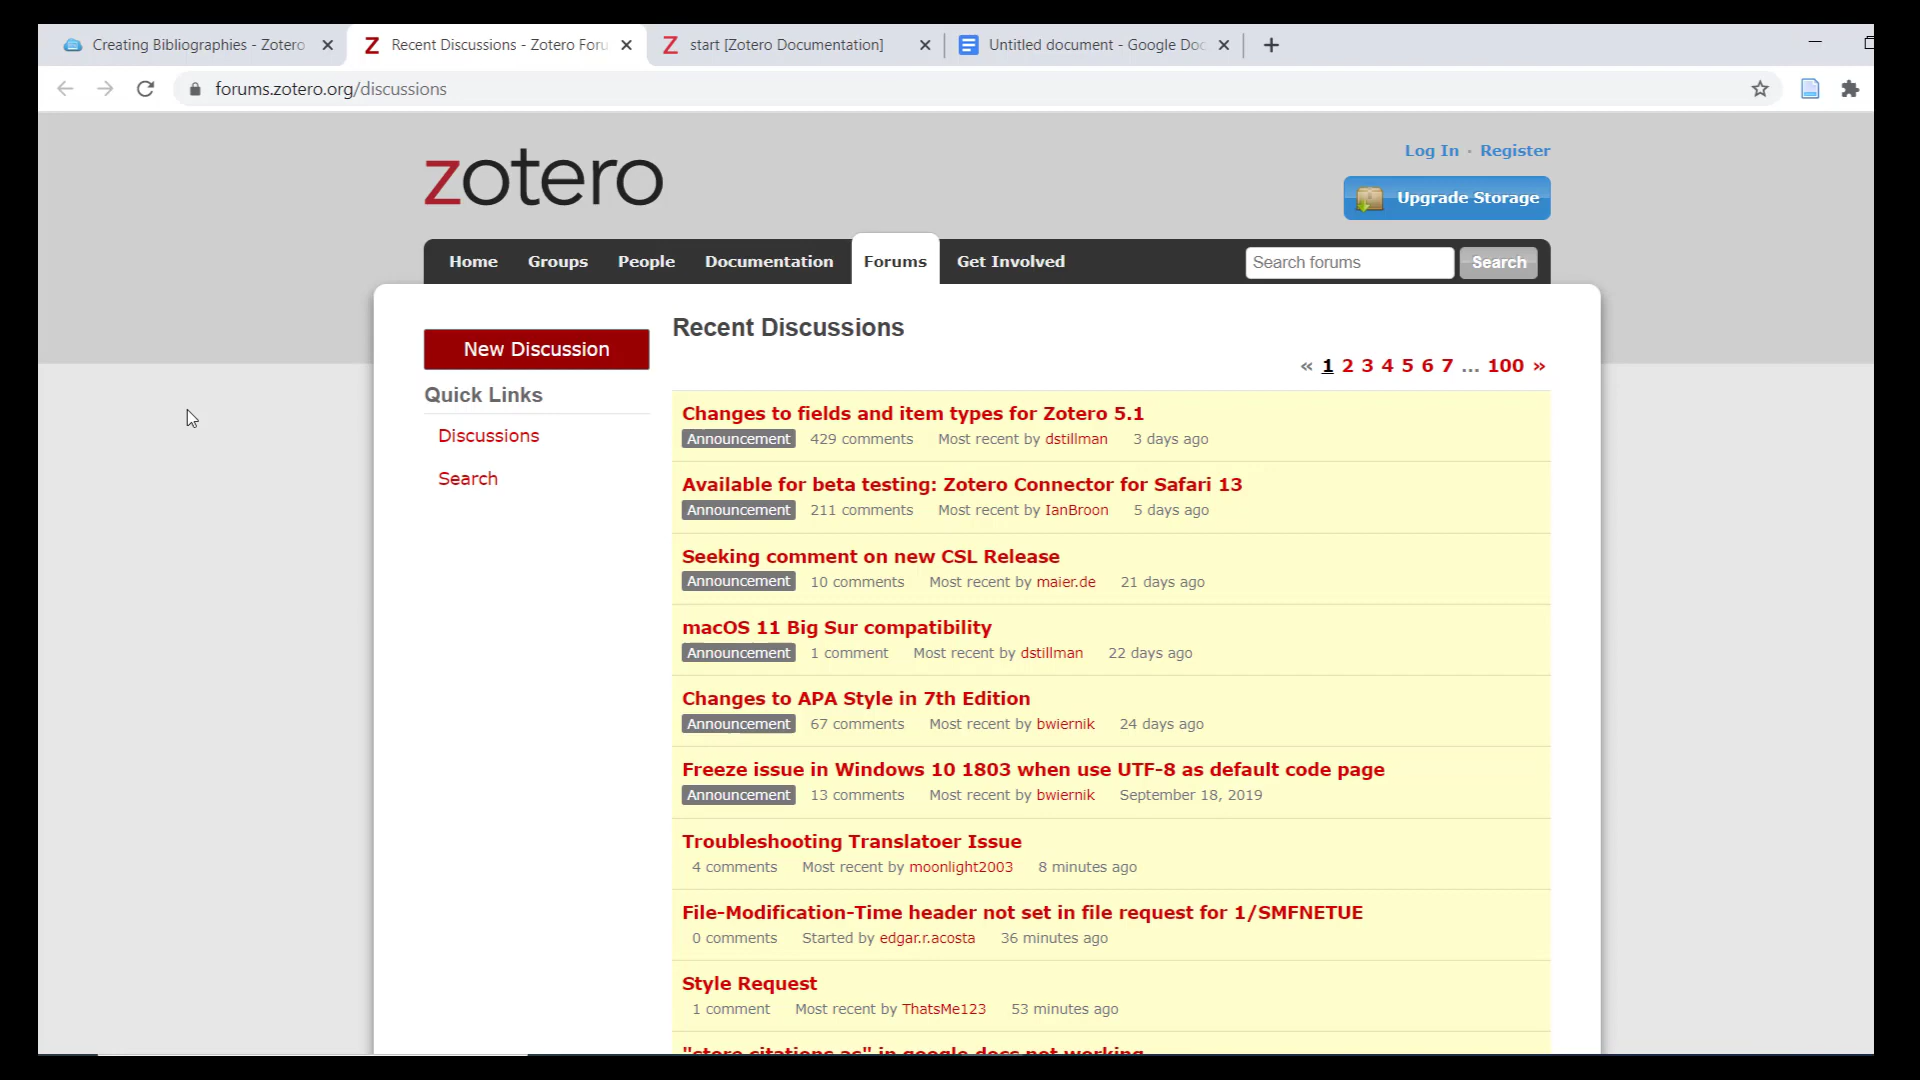 Creating Bibliographies - Zotero
Recent Discussions - Zotero Foru
start [Zotero Documentation]
Untitled document - Google Doc
forums.zotero.org/discussions
zotero
Log In · Register
Upgrade Storage
Home Groups People Documentation Forums Get Involved
Search forums
Search
New Discussion
Quick Links
Discussions
Search
Recent Discussions
« 1 2 3 4 5 6 7 … 100 »
Changes to fields and item types for Zotero 5.1
Announcement 429 comments Most recent by dstillman 3 days ago
Available for beta testing: Zotero Connector for Safari 13
Announcement 211 comments Most recent by IanBroon 5 days ago
Seeking comment on new CSL Release
Announcement 10 comments Most recent by maier.de 21 days ago
macOS 11 Big Sur compatibility
Announcement 1 comment Most recent by dstillman 22 days ago
Changes to APA Style in 7th Edition
Announcement 67 comments Most recent by bwiernik 24 days ago
Freeze issue in Windows 10 1803 when use UTF-8 as default code page
Announcement 13 comments Most recent by bwiernik September 18, 2019
Troubleshooting Translatoer Issue
4 comments Most recent by moonlight2003 8 minutes ago
File-Modification-Time header not set in file request for 1/SMFNETUE
0 comments Started by edgar.r.acosta 36 minutes ago
Style Request
1 comment Most recent by ThatsMe123 53 minutes ago
"store citations as" in google docs not working